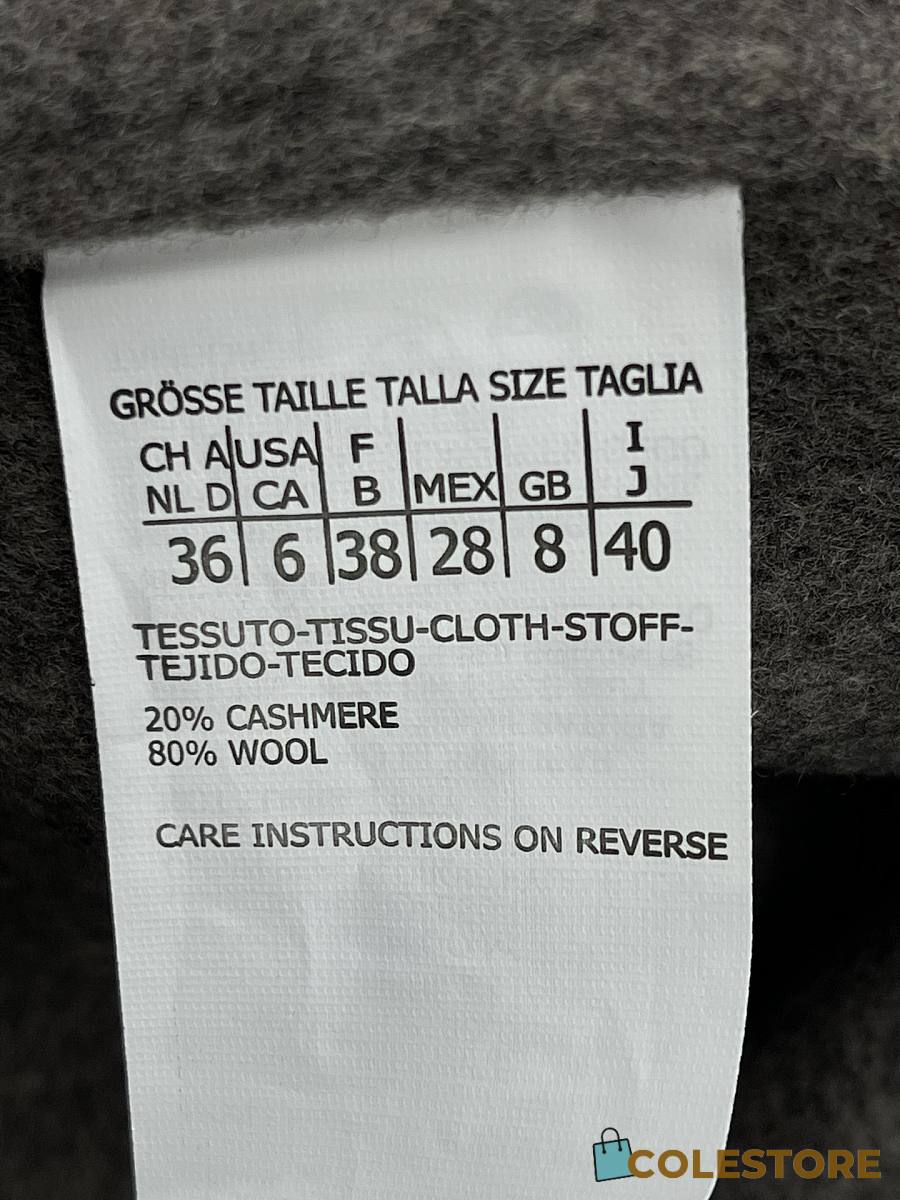 GRÖSSE TAILLE TALLA SIZE TAGLIA
CH A USA F MEX GB I
NL D CA B J
36 6 38 28 8 40
TESSUTO-TISSU-CLOTH-STOFF-
TEJIDO-TECIDO
20% CASHMERE
80% WOOL
CARE INSTRUCTIONS ON REVERSE
COLESTORE